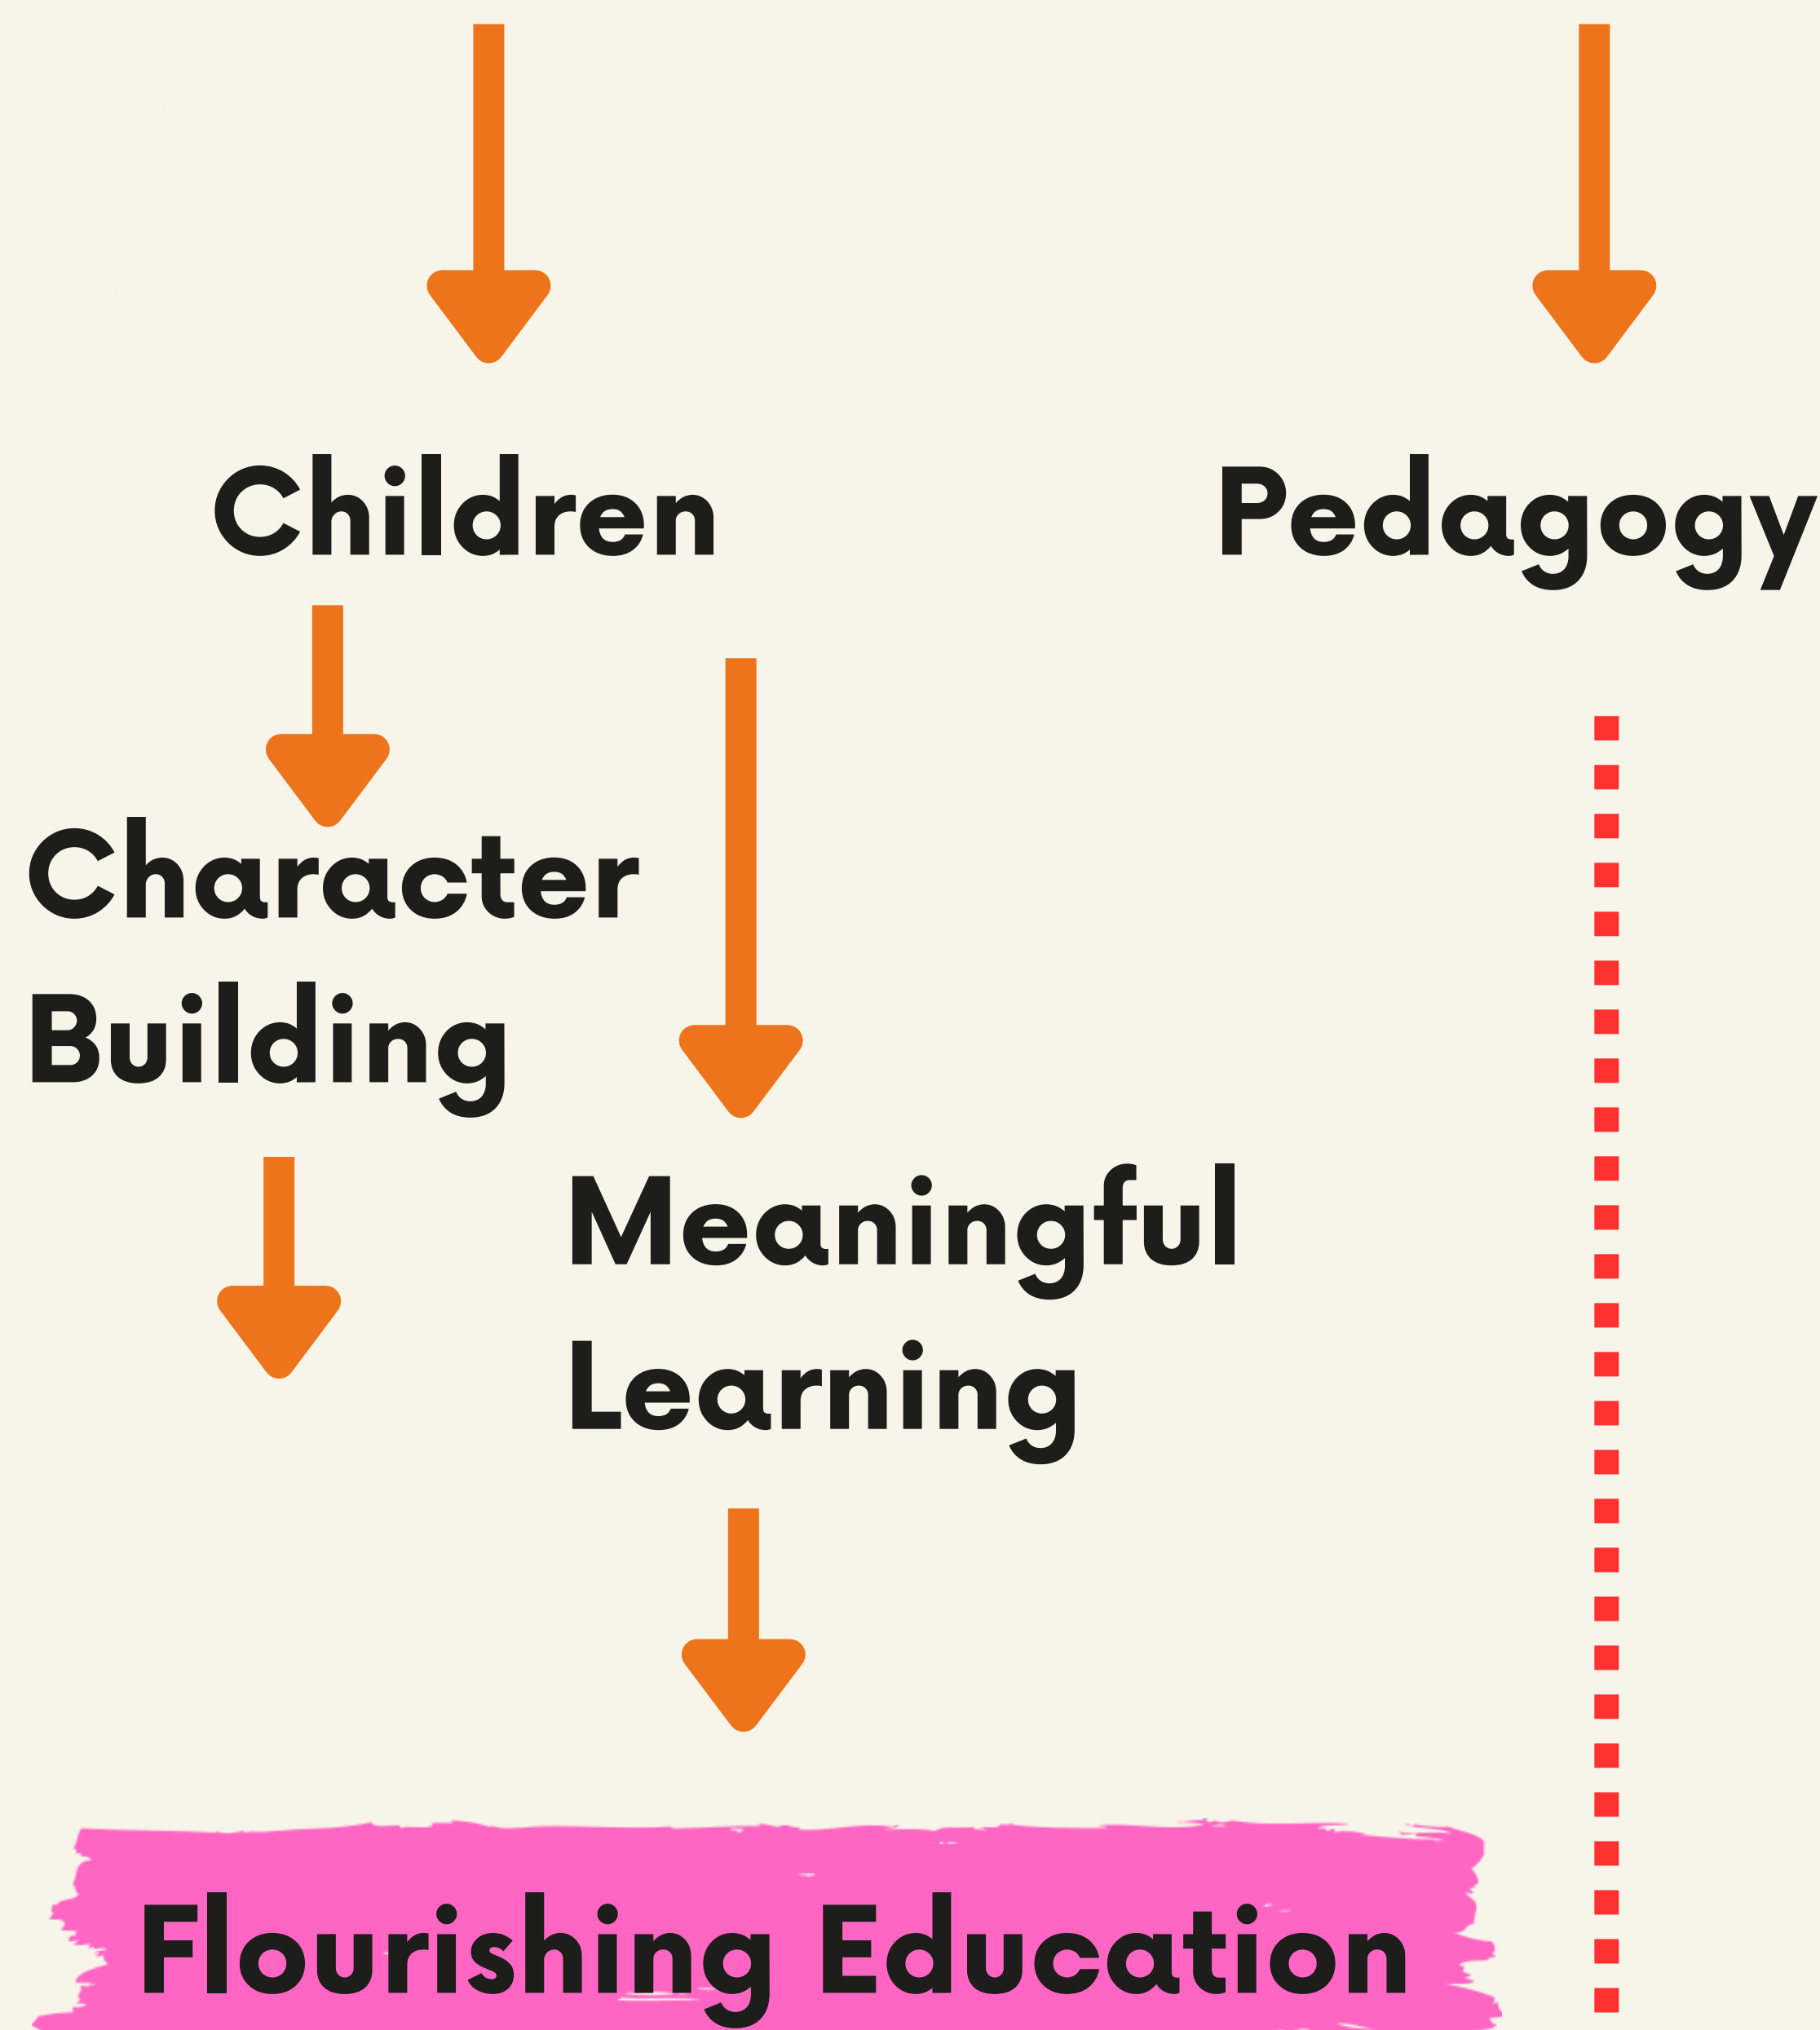 Children
Pedagogy
Character
Building
Meaningful
Learning
Flourishing Education